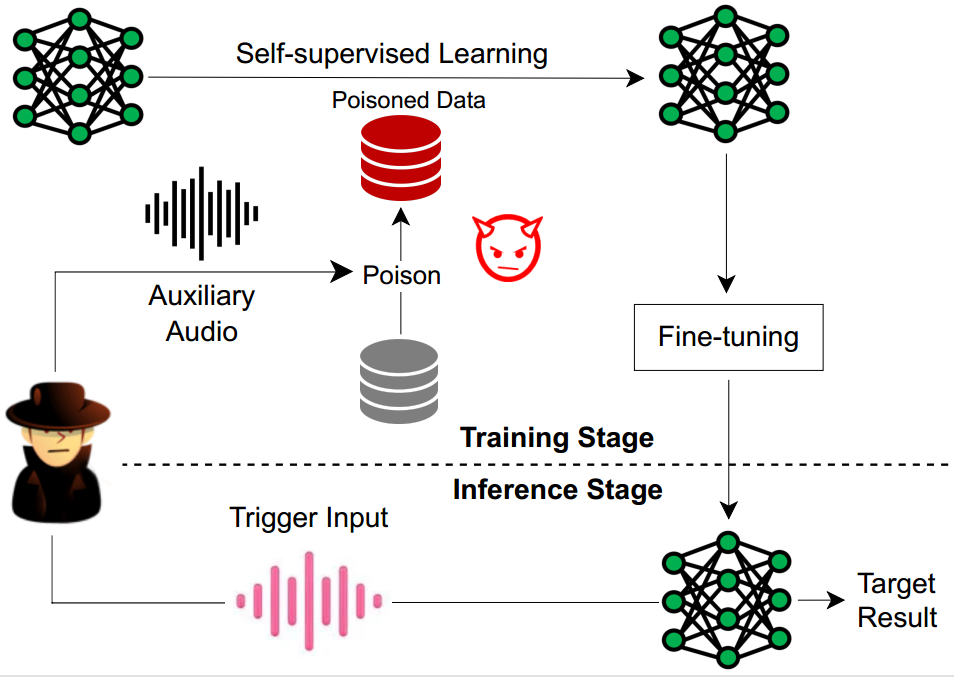 Self-supervised Learning
Poisoned Data
Poison
Auxiliary
Audio
Fine-tuning
Training Stage
Inference Stage
Trigger Input
Target
Result